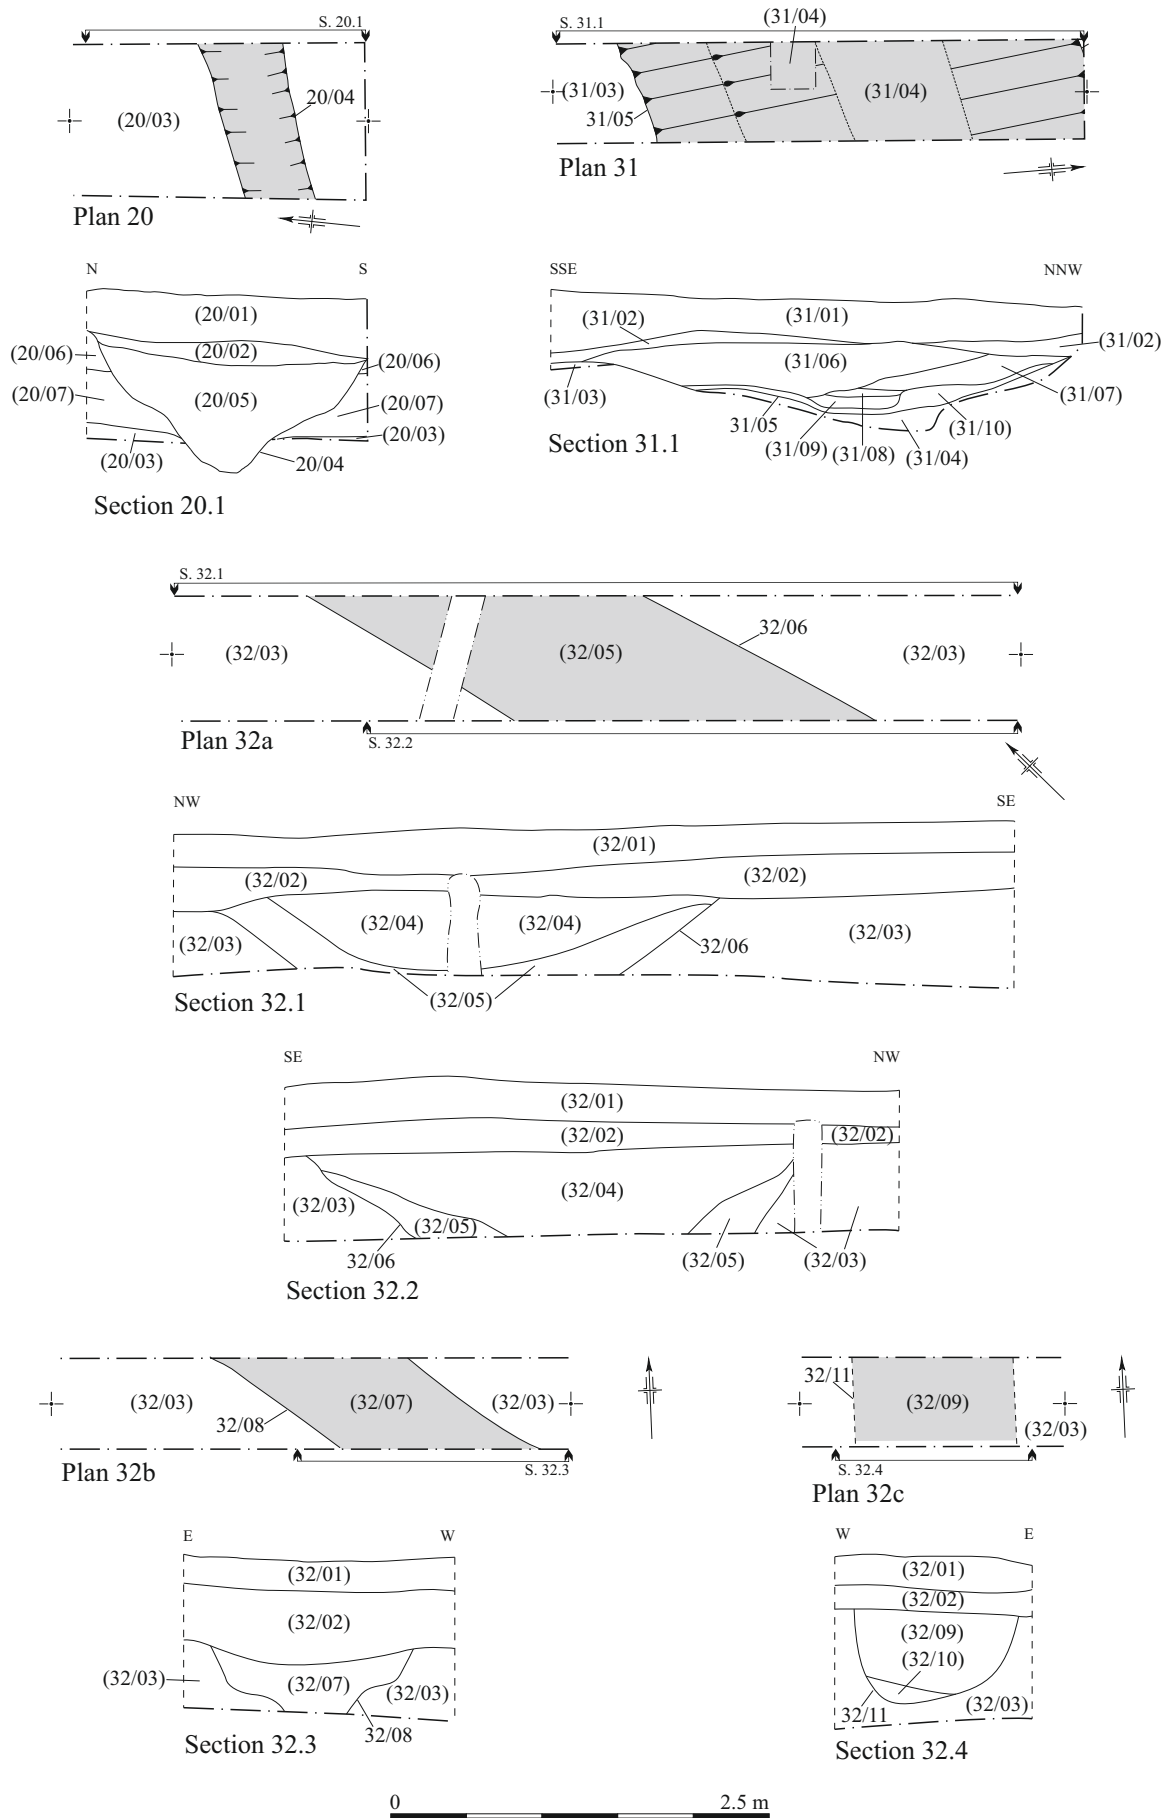 S. 20.1
(20/03)
20/04
Plan 20
S. 31.1
(31/04)
(31/03)
31/05
(31/04)
Plan 31
N
S
(20/01)
(20/02)
(20/06)
(20/06)
(20/07)
(20/05)
(20/07)
(20/03)
(20/03)
20/04
Section 20.1
SSE
NNW
(31/02)
(31/01)
(31/02)
(31/06)
(31/07)
(31/03)
31/05
(31/10)
(31/09)
(31/08)
(31/04)
Section 31.1
S. 32.1
32/06
(32/03)
(32/05)
(32/03)
Plan 32a
S. 32.2
NW
SE
(32/01)
(32/02)
(32/02)
(32/04)
(32/04)
(32/03)
32/06
(32/03)
(32/05)
Section 32.1
SE
NW
(32/01)
(32/02)
(32/02)
(32/04)
(32/03)
(32/05)
32/06
(32/05)
(32/03)
Section 32.2
(32/03)
(32/07)
(32/03)
32/08
Plan 32b
S. 32.3
32/11
(32/09)
(32/03)
S. 32.4
Plan 32c
E
W
(32/01)
(32/02)
(32/03)
(32/07)
(32/03)
32/08
Section 32.3
W
E
(32/01)
(32/02)
(32/09)
(32/10)
32/11
(32/03)
Section 32.4
0
2.5 m